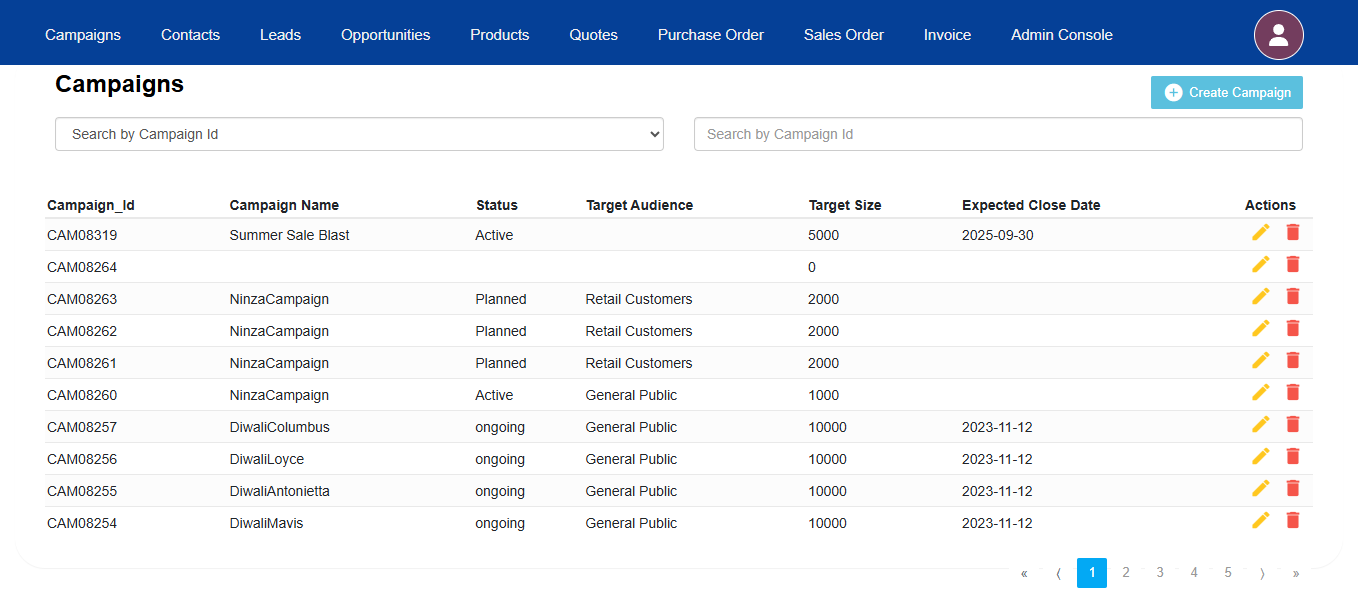 Campaigns Contacts Leads Opportunities Products Quotes Purchase Order Sales Order Invoice Admin Console
Campaigns
Create Campaign
Search by Campaign Id Search by Campaign Id
Campaign_Id Campaign Name Status Target Audience Target Size Expected Close Date Actions
CAM08319 Summer Sale Blast Active 5000 2025-09-30
CAM08264 0
CAM08263 NinzaCampaign Planned Retail Customers 2000
CAM08262 NinzaCampaign Planned Retail Customers 2000
CAM08261 NinzaCampaign Planned Retail Customers 2000
CAM08260 NinzaCampaign Active General Public 1000
CAM08257 DiwaliColumbus ongoing General Public 10000 2023-11-12
CAM08256 DiwaliLoyce ongoing General Public 10000 2023-11-12
CAM08255 DiwaliAntonietta ongoing General Public 10000 2023-11-12
CAM08254 DiwaliMavis ongoing General Public 10000 2023-11-12
« ⟨ 1 2 3 4 5 ⟩ »